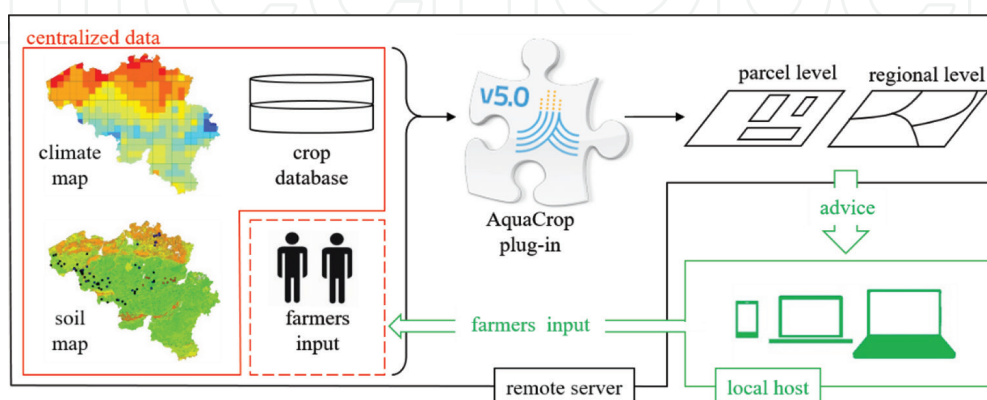 centralized data
climate
map
crop
database
soil
map
farmers
input
v5.0
AquaCrop
plug-in
parcel level
regional level
advice
farmers input
remote server
local host